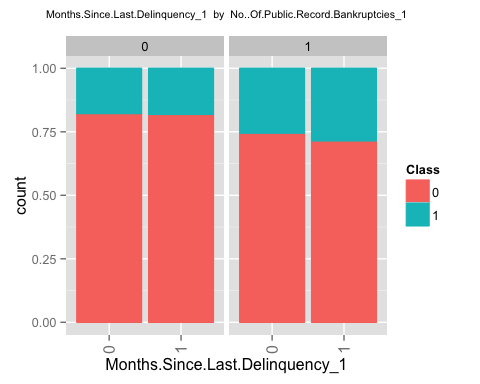 Months.Since.Last.Delinquency_1 by No..Of.Public.Record.Bankruptcies_1
0 1
1.00
0.75
0.50
0.25
0.00
count
0 1 0 1
Months.Since.Last.Delinquency_1
Class
0
1